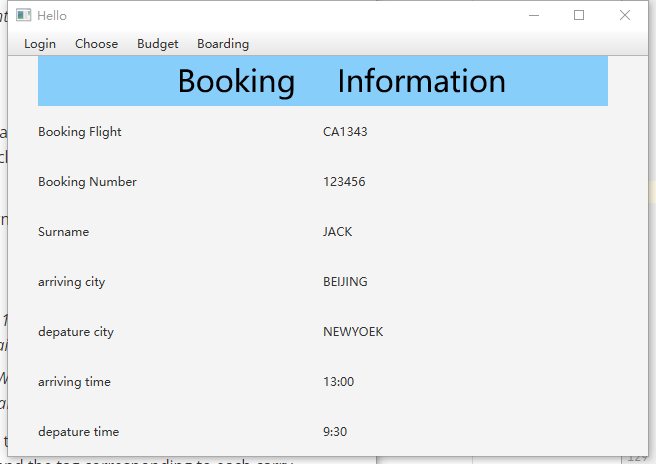 Hello
Login Choose Budget Boarding
Booking Information
Booking Flight CA1343
Booking Number 123456
Surname JACK
arriving city BEIJING
depature city NEWYOEK
arriving time 13:00
depature time 9:30
129